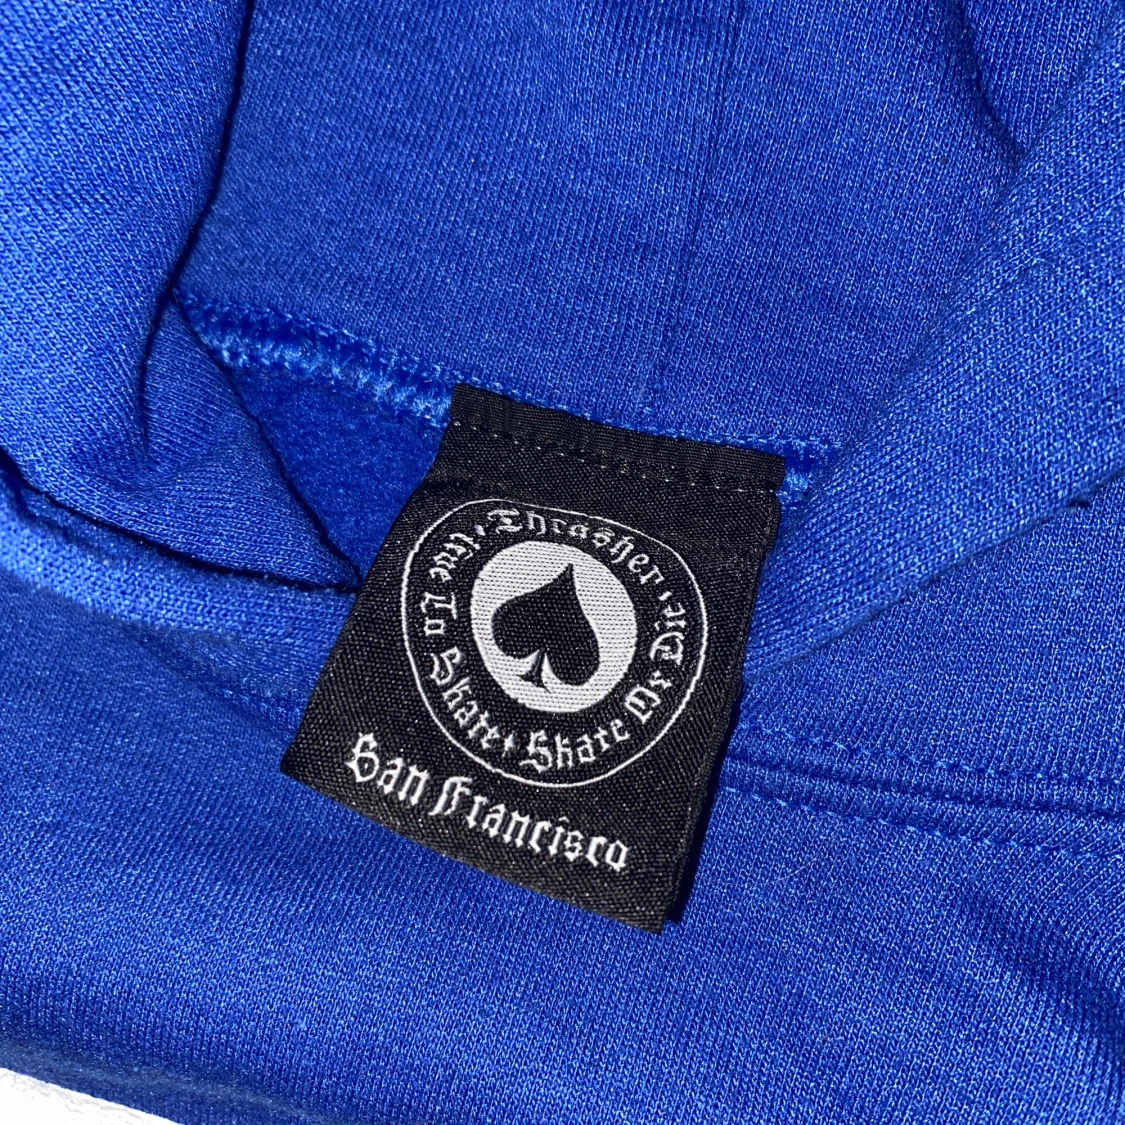 Thrasher · Live To Skate · Skate Or Die ·
San Francisco